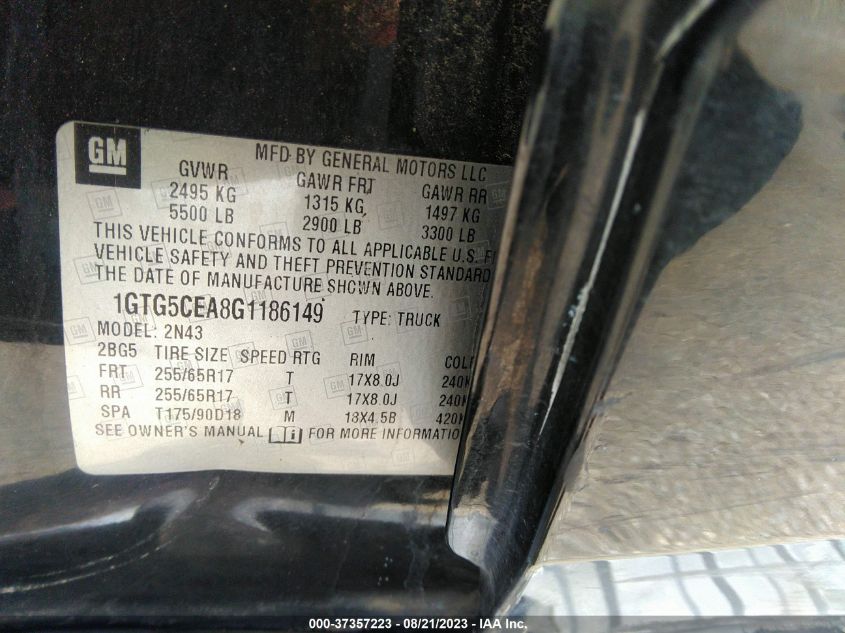 GM
MFD BY GENERAL MOTORS LLC
GVWR GAWR FRT GAWR RR
2495 KG 1315 KG 1497 KG
5500 LB 2900 LB 3300 LB
THIS VEHICLE CONFORMS TO ALL APPLICABLE U.S.
VEHICLE SAFETY AND THEFT PREVENTION STANDARD
THE DATE OF MANUFACTURE SHOWN ABOVE.
1GTG5CEA8G1186149 TYPE: TRUCK
MODEL: 2N43
2BG5 TIRE SIZE SPEED RTG RIM
FRT 255/65R17 T 17X8.0J 240
RR 255/65R17 T 17X8.0J 240
SPA T175/90D18 M 18X4.5B 420
SEE OWNER'S MANUAL FOR MORE INFORMATIO
000-37357223 - 08/21/2023 - IAA Inc.